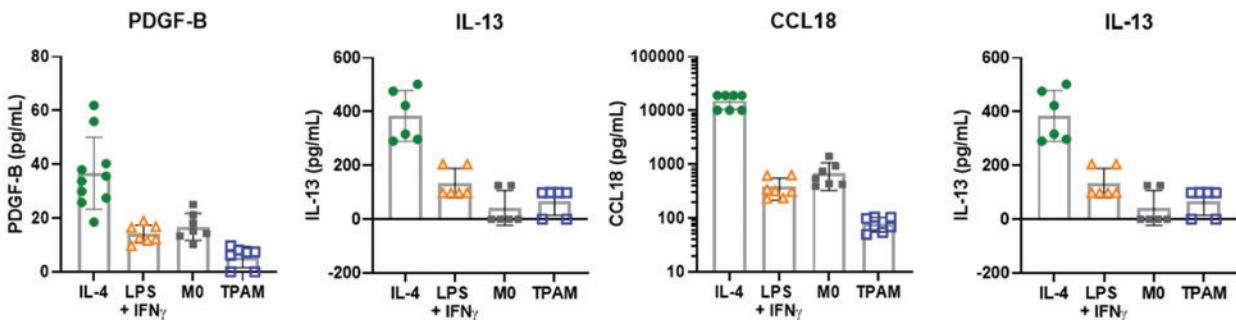 PDGF-B
PDGF-B (pg/mL)
80
60
40
20
0
IL-4 LPS + IFNγ M0 TPAM
IL-13
IL-13 (pg/mL)
600
400
200
0
-200
IL-4 LPS + IFNγ M0 TPAM
CCL18
CCL18 (pg/mL)
100000
10000
1000
100
10
IL-4 LPS + IFNγ M0 TPAM
IL-13
IL-13 (pg/mL)
600
400
200
0
-200
IL-4 LPS + IFNγ M0 TPAM